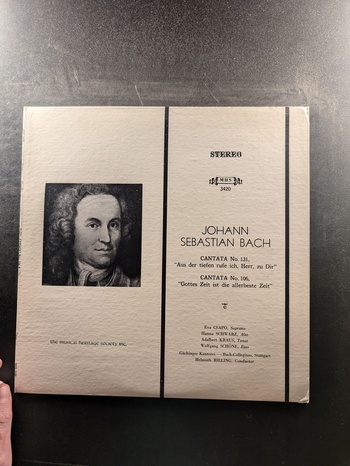 STEREO
MHS
3420
JOHANN
SEBASTIAN BACH
CANTATA No. 131,
"Aus der tiefen rufe ich, Herr, zu Dir"
CANTATA No. 106,
"Gottes Zeit ist die allerbeste Zeit"
Eva CSAPO, Soprano
Hanna SCHWARZ, Alto
Adalbert KRAUS, Tenor
Wolfgang SCHÖNE, Bass
Gächinger Kantorei — Bach-Collegium, Stuttgart
Helmuth RILLING, Conductor
the musical heritage society inc.